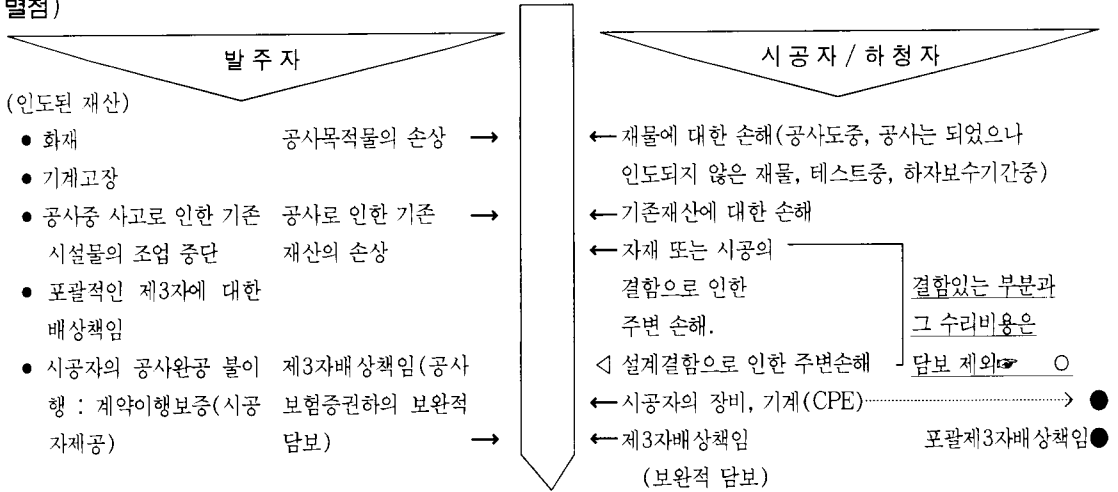 별점)
발 주 자
시 공 자 / 하 청 자
(인도된 재산)
● 화재 공사목적물의 손상 → ← 재물에 대한 손해(공사도중, 공사는 되었으나
● 기계고장 인도되지 않은 재물, 테스트중, 하자보수기간중)
● 공사중 사고로 인한 기존 공사로 인한 기존 → ← 기존재산에 대한 손해
시설물의 조업 중단 재산의 손상 ← 자재 또는 시공의
● 포괄적인 제3자에 대한 결함으로 인한 결함있는 부분과
배상책임 주변 손해. 그 수리비용은
● 시공자의 공사완공 불이 제3자배상책임(공사 ◁ 설계결함으로 인한 주변손해 담보 제외☞ ○
행 : 계약이행보증(시공 보험증권하의 보완적 ← 시공자의 장비, 기계(CPE) → ●
자제공) 담보) → ← 제3자배상책임 포괄제3자배상책임●
(보완적 담보)